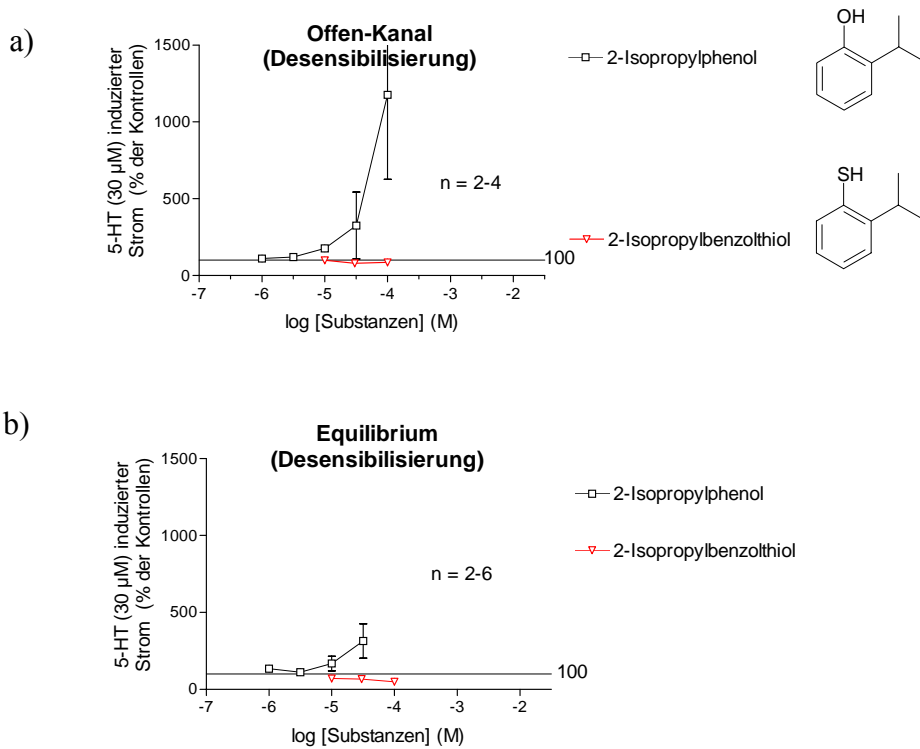 a)
Offen-Kanal
(Desensibilisierung)
5-HT (30 µM) induzierter
Strom (% der Kontrollen)
1500
1000
500
0
n = 2-4
100
-7 -6 -5 -4 -3 -2
log [Substanzen] (M)
2-Isopropylphenol
OH
2-Isopropylbenzolthiol
SH
b)
Equilibrium
(Desensibilisierung)
5-HT (30 µM) induzierter
Strom (% der Kontrollen)
1500
1000
500
0
n = 2-6
100
-7 -6 -5 -4 -3 -2
log [Substanzen] (M)
2-Isopropylphenol
2-Isopropylbenzolthiol